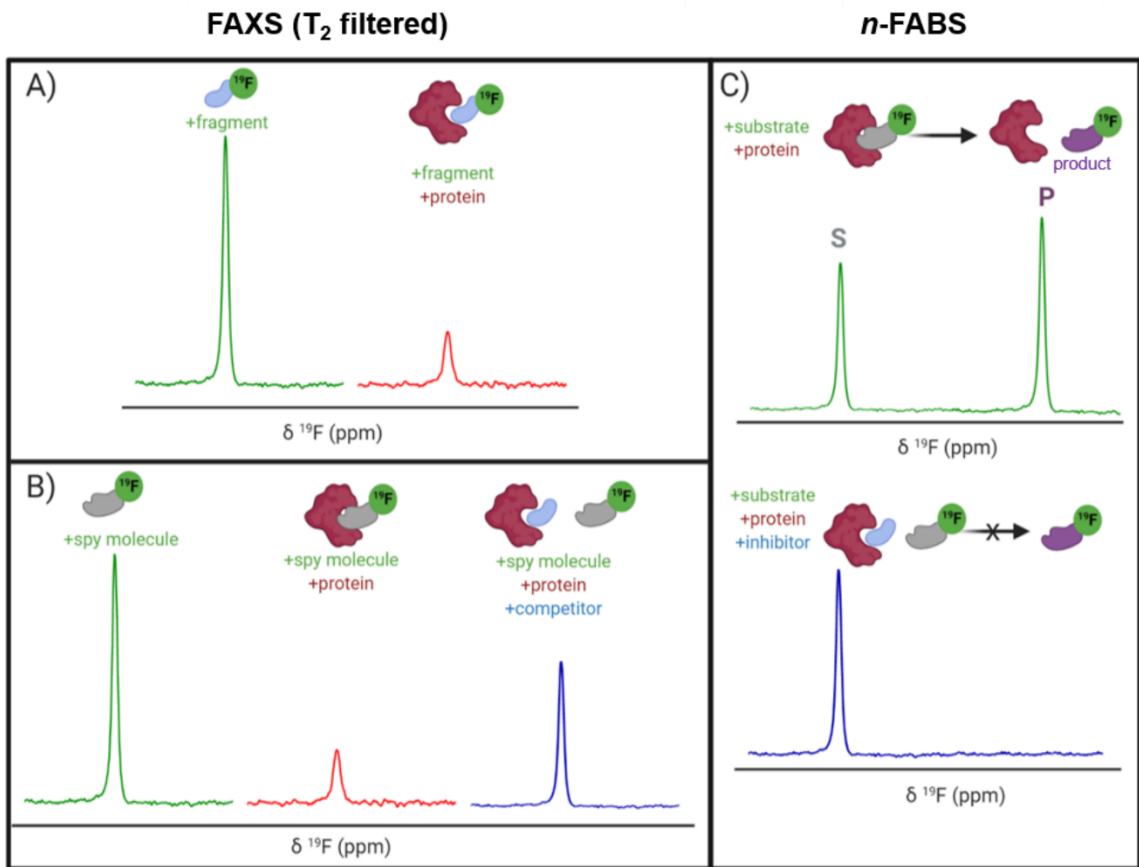 FAXS (T₂ filtered)
n-FABS
A)
¹⁹F
+fragment
¹⁹F
+fragment
+protein
δ ¹⁹F (ppm)
B)
¹⁹F
+spy molecule
¹⁹F
+spy molecule
+protein
¹⁹F
+spy molecule
+protein
+competitor
δ ¹⁹F (ppm)
C)
+substrate
+protein
¹⁹F
¹⁹F
product
S
P
δ ¹⁹F (ppm)
+substrate
+protein
+inhibitor
¹⁹F
X
¹⁹F
δ ¹⁹F (ppm)